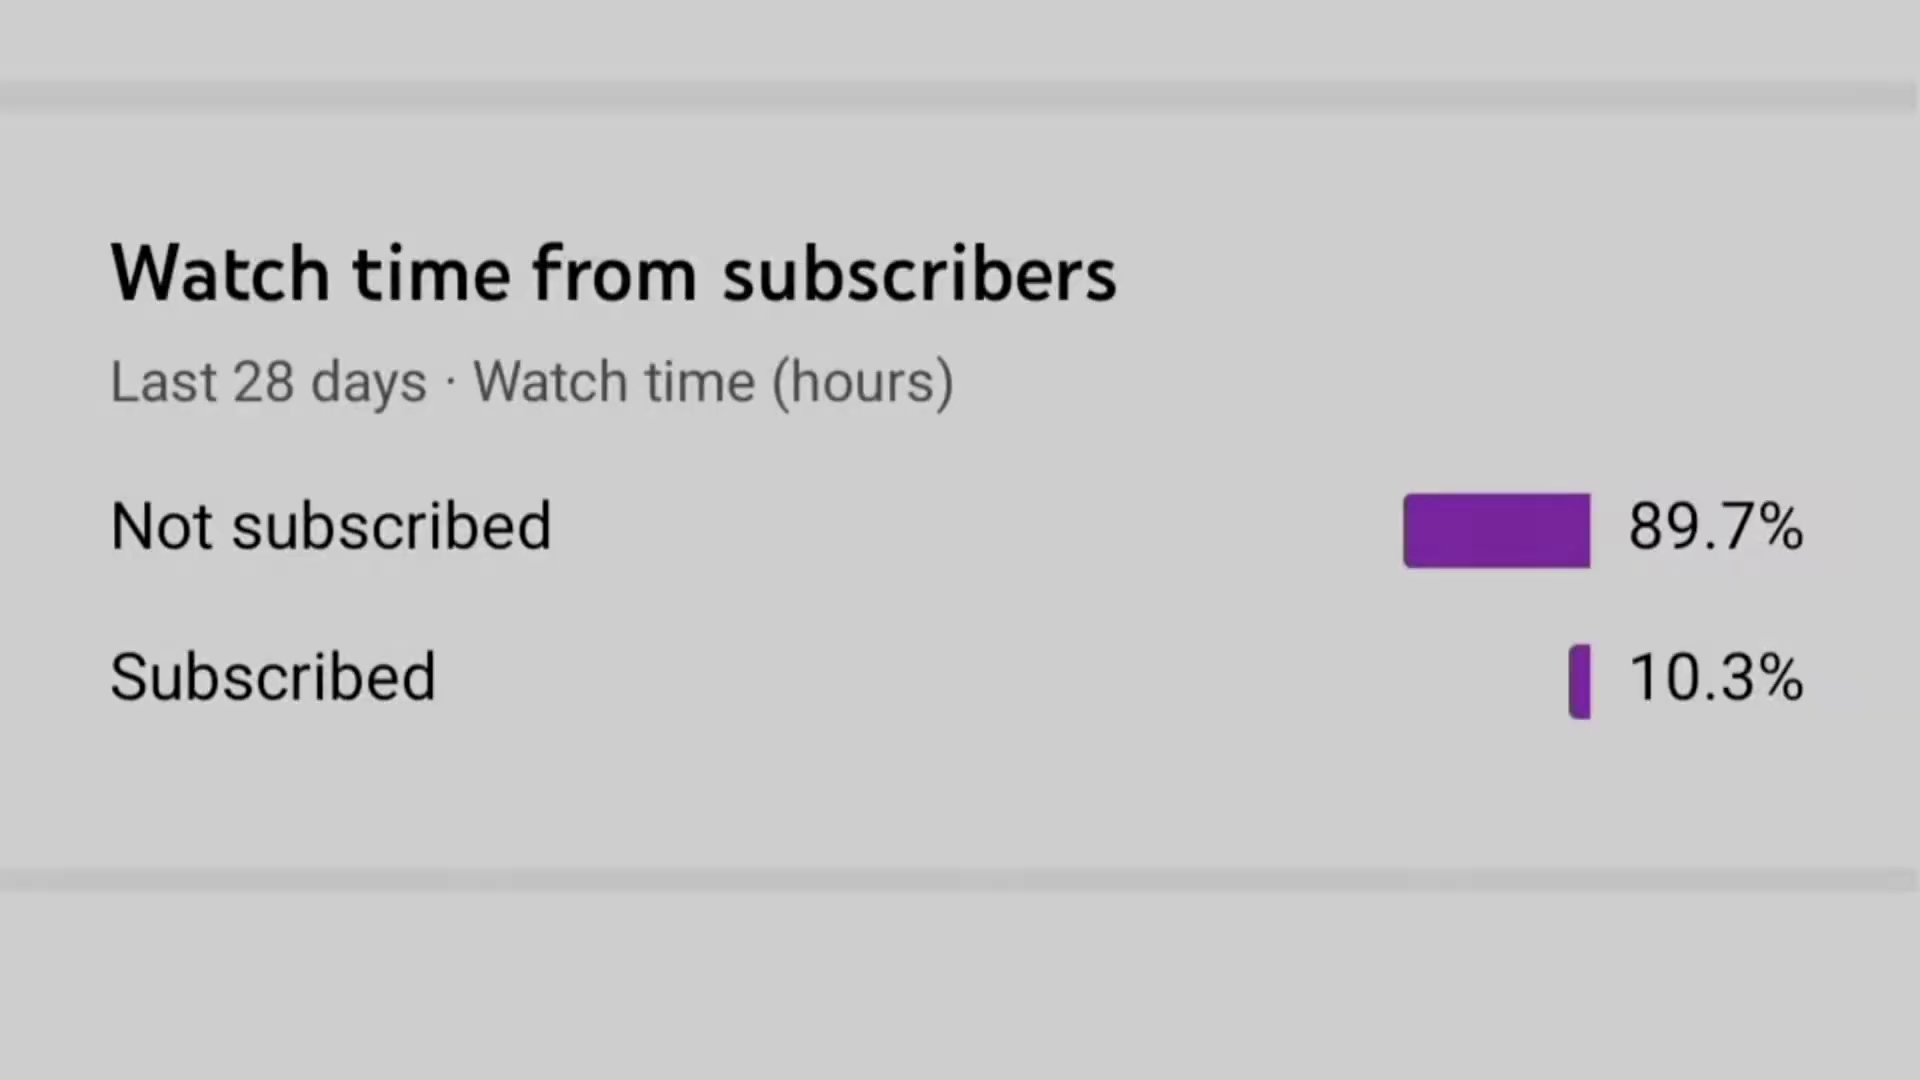 Watch time from subscribers
Last 28 days · Watch time (hours)
Not subscribed 89.7%
Subscribed 10.3%